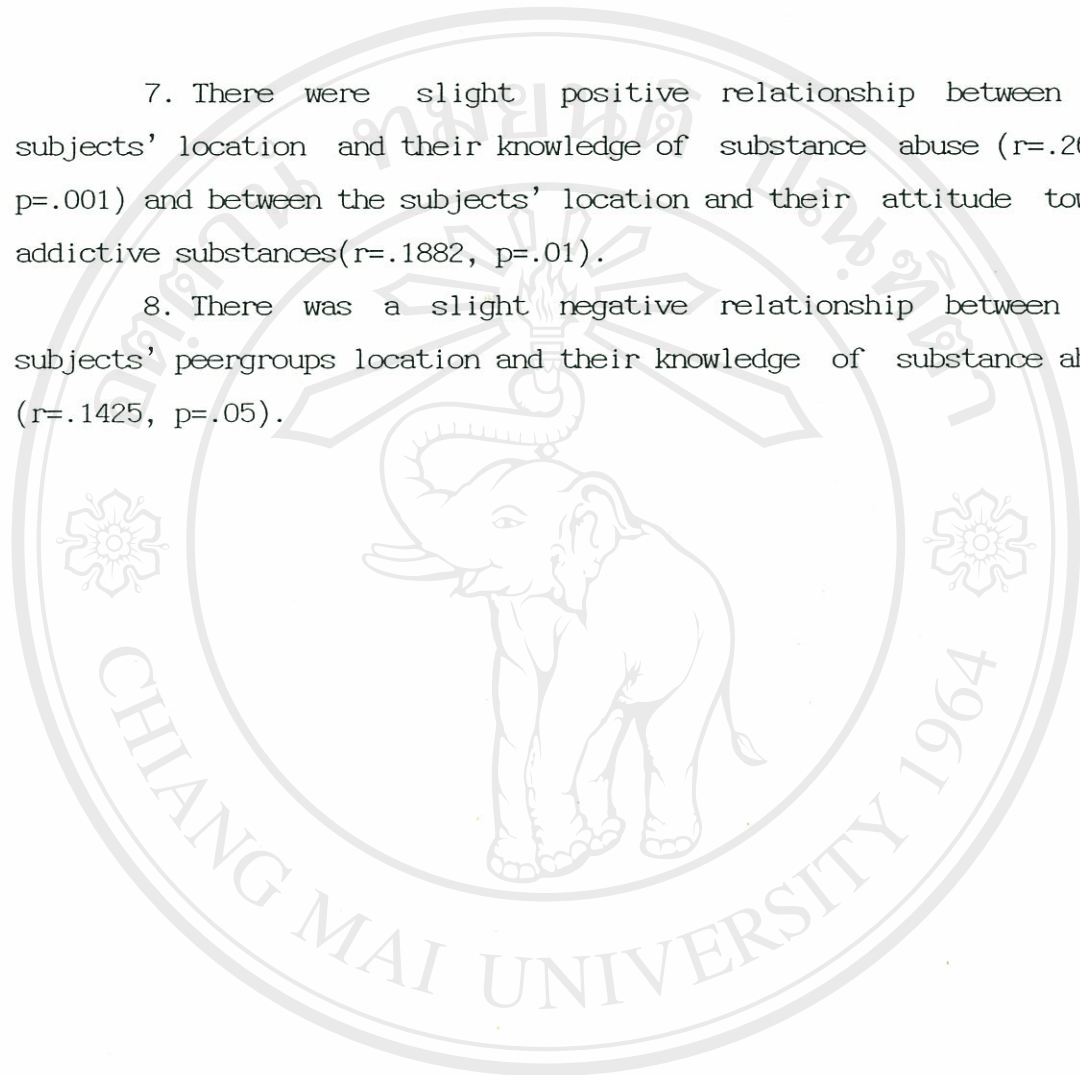 7. There were slight positive relationship between
subjects' location and their knowledge of substance abuse (r=.26
p=.001) and between the subjects' location and their attitude
addictive substances(r=.1882, p=.01).
8. There was a slight negative relationship between
subjects' peergroups location and their knowledge of substance
(r=.1425, p=.05).
CHIANG MAI UNIVERSITY 1964